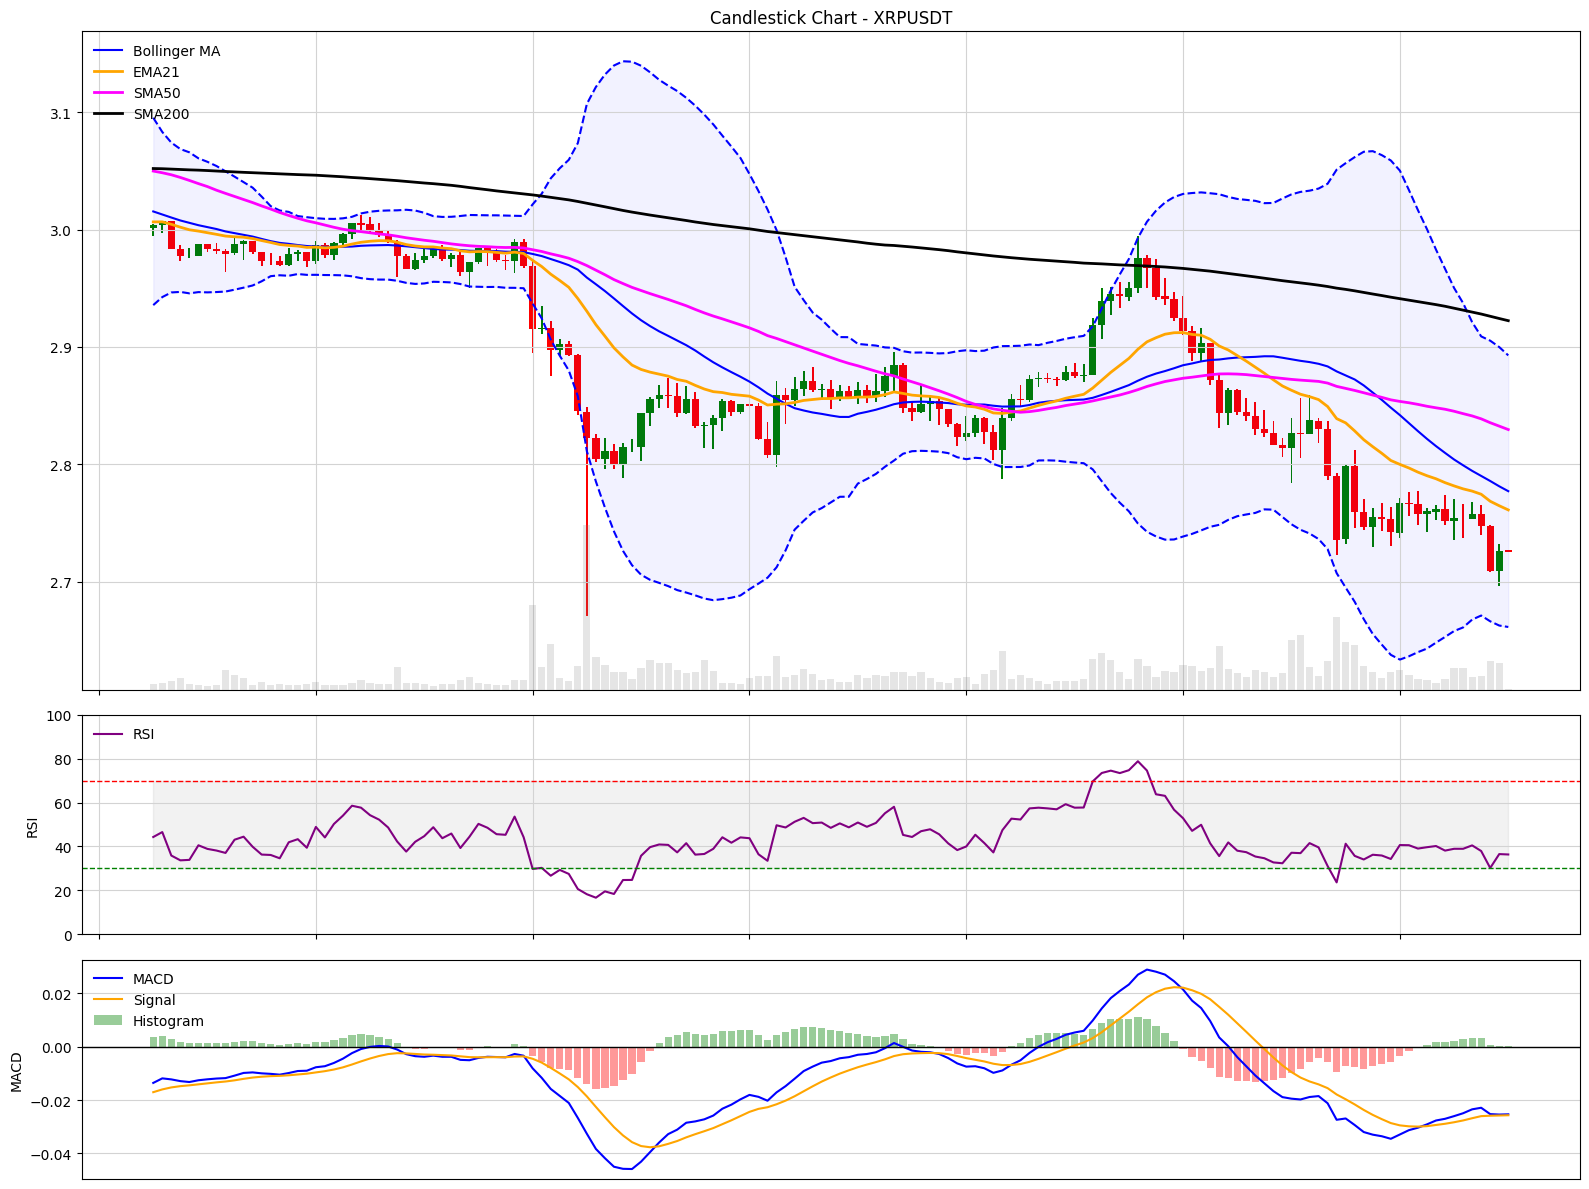 Candlestick Chart - XRPUSDT
Bollinger MA
EMA21
SMA50
SMA200
3.1
3.0
2.9
2.8
2.7
RSI
100
80
60
40
20
0
RSI
MACD
Signal
Histogram
0.02
0.00
−0.02
−0.04
MACD